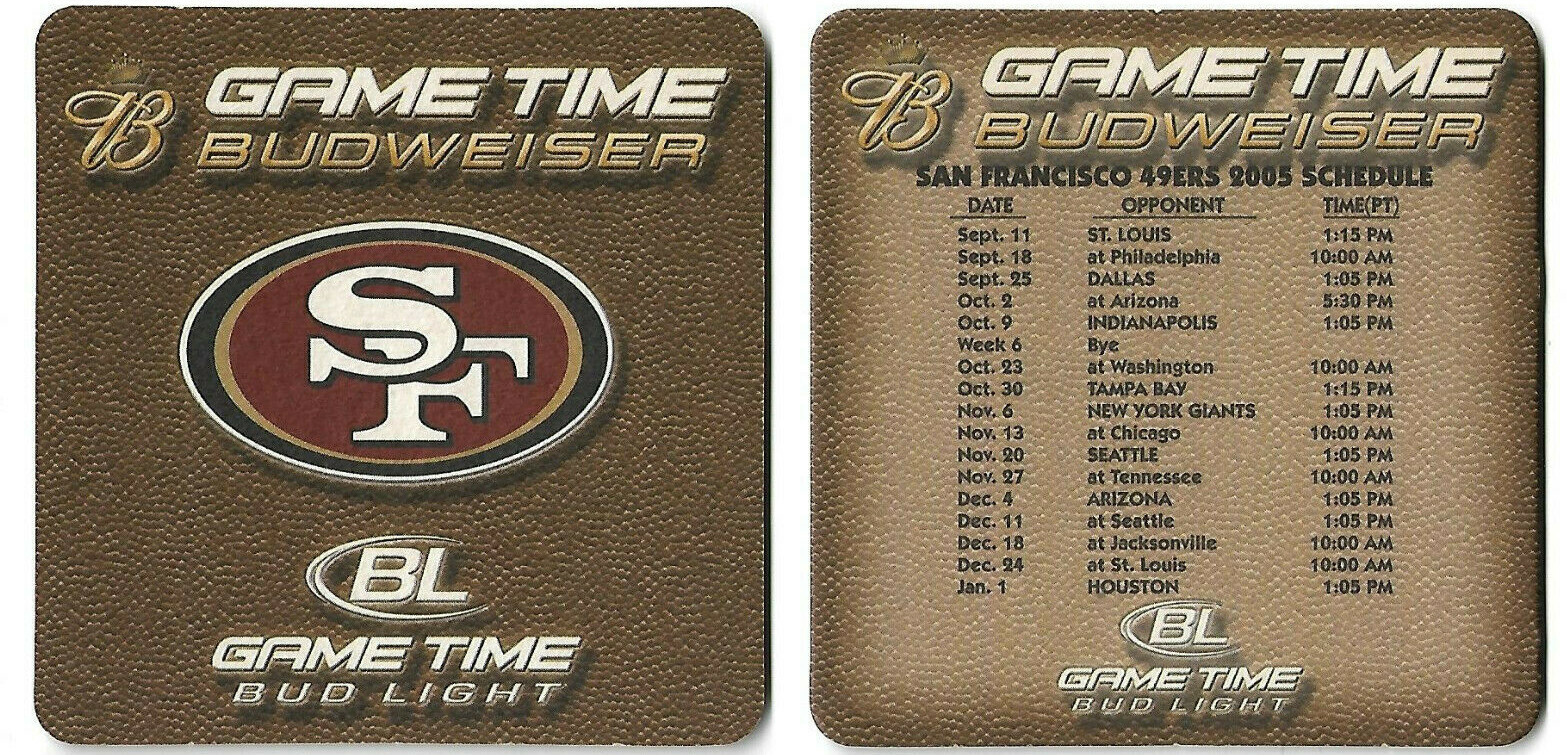 B GAME TIME
BUDWEISER
SF
BL
GAME TIME
BUD LIGHT
B GAME TIME
BUDWEISER
SAN FRANCISCO 49ERS 2005 SCHEDULE
DATE OPPONENT TIME(PT)
Sept. 11 ST. LOUIS 1:15 PM
Sept. 18 at Philadelphia 10:00 AM
Sept. 25 DALLAS 1:05 PM
Oct. 2 at Arizona 5:30 PM
Oct. 9 INDIANAPOLIS 1:05 PM
Week 6 Bye
Oct. 23 at Washington 10:00 AM
Oct. 30 TAMPA BAY 1:15 PM
Nov. 6 NEW YORK GIANTS 1:05 PM
Nov. 13 at Chicago 10:00 AM
Nov. 20 SEATTLE 1:05 PM
Nov. 27 at Tennessee 10:00 AM
Dec. 4 ARIZONA 1:05 PM
Dec. 11 at Seattle 1:05 PM
Dec. 18 at Jacksonville 10:00 AM
Dec. 24 at St. Louis 10:00 AM
Jan. 1 HOUSTON 1:05 PM
BL
GAME TIME
BUD LIGHT